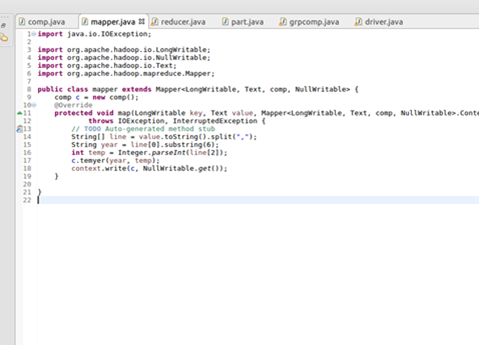 comp.java mapper.java reducer.java part.java grpcomp.java driver.java
1 import java.io.IOException;
2
3 import org.apache.hadoop.io.LongWritable;
4 import org.apache.hadoop.io.NullWritable;
5 import org.apache.hadoop.io.Text;
6 import org.apache.hadoop.mapreduce.Mapper;
7
8 public class mapper extends Mapper<LongWritable, Text, comp, NullWritable> {
9 comp c = new comp();
10 @Override
11 protected void map(LongWritable key, Text value, Mapper<LongWritable, Text, comp, NullWritable>.Conte
12 throws IOException, InterruptedException {
13 // TODO Auto-generated method stub
14 String[] line = value.toString().split(",");
15 String year = line[0].substring(6);
16 int temp = Integer.parseInt(line[2]);
17 c.temyer(year, temp);
18 context.write(c, NullWritable.get());
19 }
20
21 }
22